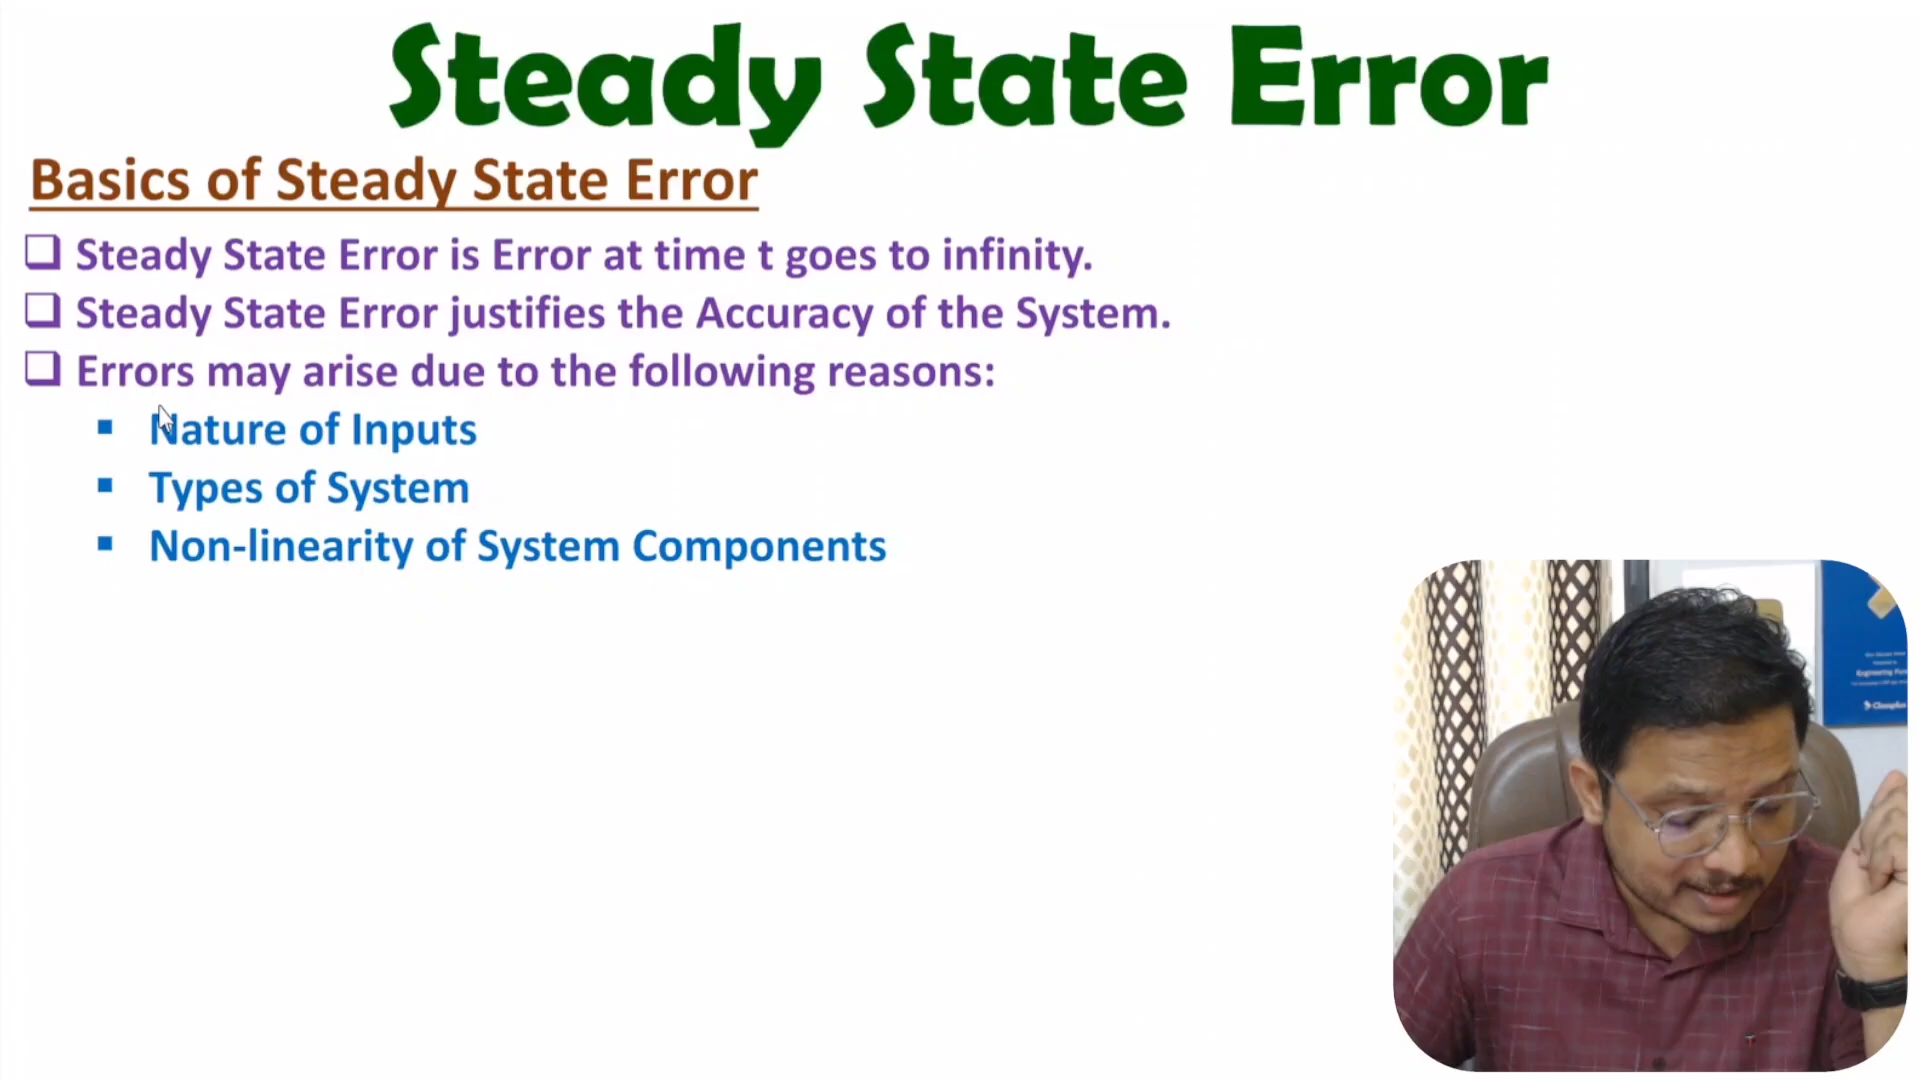 Steady State Error
Basics of Steady State Error
Steady State Error is Error at time t goes to infinity.
Steady State Error justifies the Accuracy of the System.
Errors may arise due to the following reasons:
Nature of Inputs
Types of System
Non-linearity of System Components
Engineering
Classplus